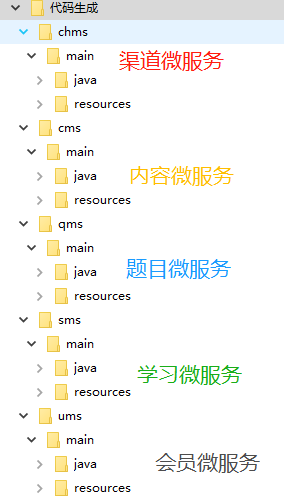 代码生成
chms
main
渠道微服务
java
resources
cms
main
java
内容微服务
resources
qms
main
java
题目微服务
resources
sms
main
java
学习微服务
resources
ums
main
java
会员微服务
resources